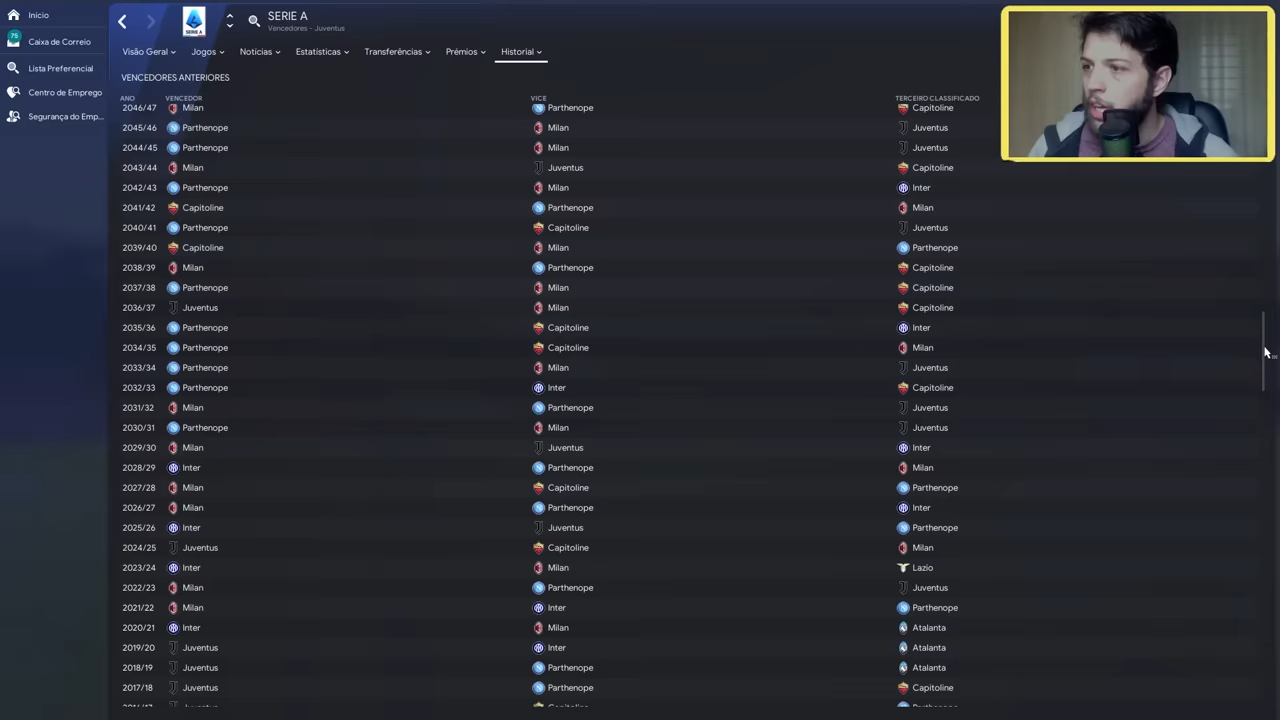 Início
75
Caixa de Correio
Lista Preferencial
Centro de Emprego
Segurança do Emp...
SERIE A
SERIE A
Vencedores - Juventus
Visão Geral Jogos Notícias Estatísticas Transferências Prémios Historial
VENCEDORES ANTERIORES
ANO VENCEDOR VICE TERCEIRO CLASSIFICADO
2046/47 Milan Parthenope Capitoline
2045/46 Parthenope Milan Juventus
2044/45 Parthenope Milan Juventus
2043/44 Milan Juventus Capitoline
2042/43 Parthenope Milan Inter
2041/42 Capitoline Parthenope Milan
2040/41 Parthenope Capitoline Juventus
2039/40 Capitoline Milan Parthenope
2038/39 Milan Parthenope Capitoline
2037/38 Parthenope Milan Capitoline
2036/37 Juventus Milan Capitoline
2035/36 Parthenope Capitoline Inter
2034/35 Parthenope Capitoline Milan
2033/34 Parthenope Milan Juventus
2032/33 Parthenope Inter Capitoline
2031/32 Milan Parthenope Juventus
2030/31 Parthenope Milan Juventus
2029/30 Milan Juventus Inter
2028/29 Inter Parthenope Milan
2027/28 Milan Capitoline Parthenope
2026/27 Milan Parthenope Inter
2025/26 Inter Juventus Parthenope
2024/25 Juventus Capitoline Milan
2023/24 Inter Milan Lazio
2022/23 Milan Parthenope Juventus
2021/22 Milan Inter Parthenope
2020/21 Inter Milan Atalanta
2019/20 Juventus Inter Atalanta
2018/19 Juventus Parthenope Atalanta
2017/18 Juventus Parthenope Capitoline